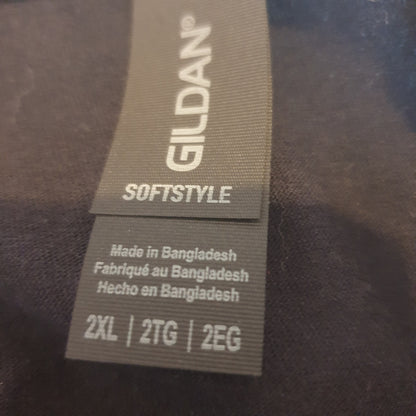 GILDAN®
SOFTSTYLE
Made in Bangladesh
Fabriqué au Bangladesh
Hecho en Bangladesh
2XL | 2TG | 2EG